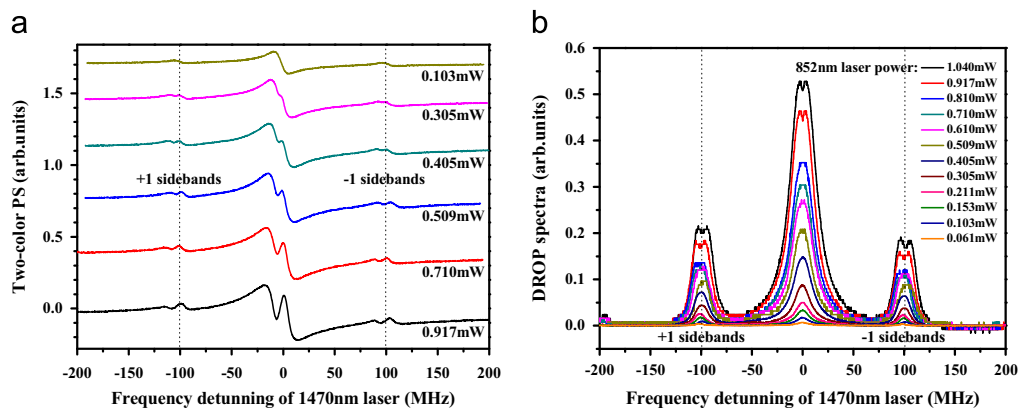 a
Two-color PS (arb.units)
1.5
1.0
0.5
0.0
0.103mW
0.305mW
0.405mW
+1 sidebands
-1 sidebands
0.509mW
0.710mW
0.917mW
-200 -150 -100 -50 0 50 100 150 200
Frequency detunning of 1470nm laser (MHz)
b
DROP spectra (arb.units)
0.6
0.5
0.4
0.3
0.2
0.1
0.0
852nm laser power:
1.040mW
0.917mW
0.810mW
0.710mW
0.610mW
0.509mW
0.405mW
0.305mW
0.211mW
0.153mW
0.103mW
0.061mW
+1 sidebands
-1 sidebands
-200 -150 -100 -50 0 50 100 150 200
Frequency detunning of 1470nm laser (MHz)